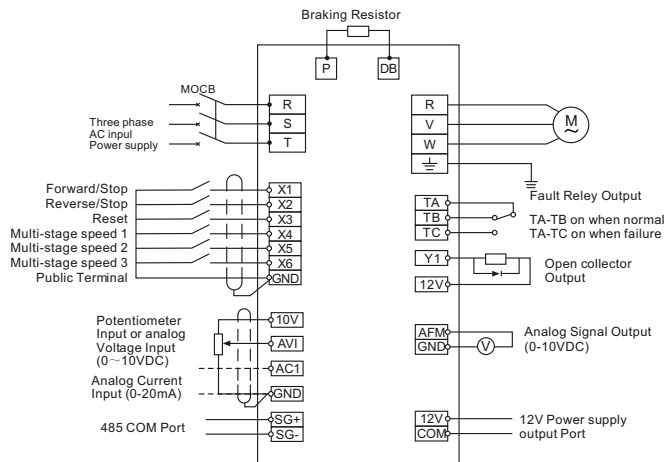 Braking Resistor
P
DB
MOCB
Three phase
AC input
Power supply
R
S
T
R
V
W
M
~
Forward/Stop
Reverse/Stop
Reset
Multi-stage speed 1
Multi-stage speed 2
Multi-stage speed 3
Public Terminal
X1
X2
X3
X4
X5
X6
GND
TA
TB
TC
Fault Reley Output
TA-TB on when normal
TA-TC on when failure
Y1
12V
Open collector
Output
Potentiometer
Input or analog
Voltage Input
(0～10VDC)
Analog Current
Input (0-20mA)
10V
AVI
AC1
GND
AFM
GND
V
Analog Signal Output
(0-10VDC)
485 COM Port
SG+
SG-
12V
COM
12V Power supply
output Port